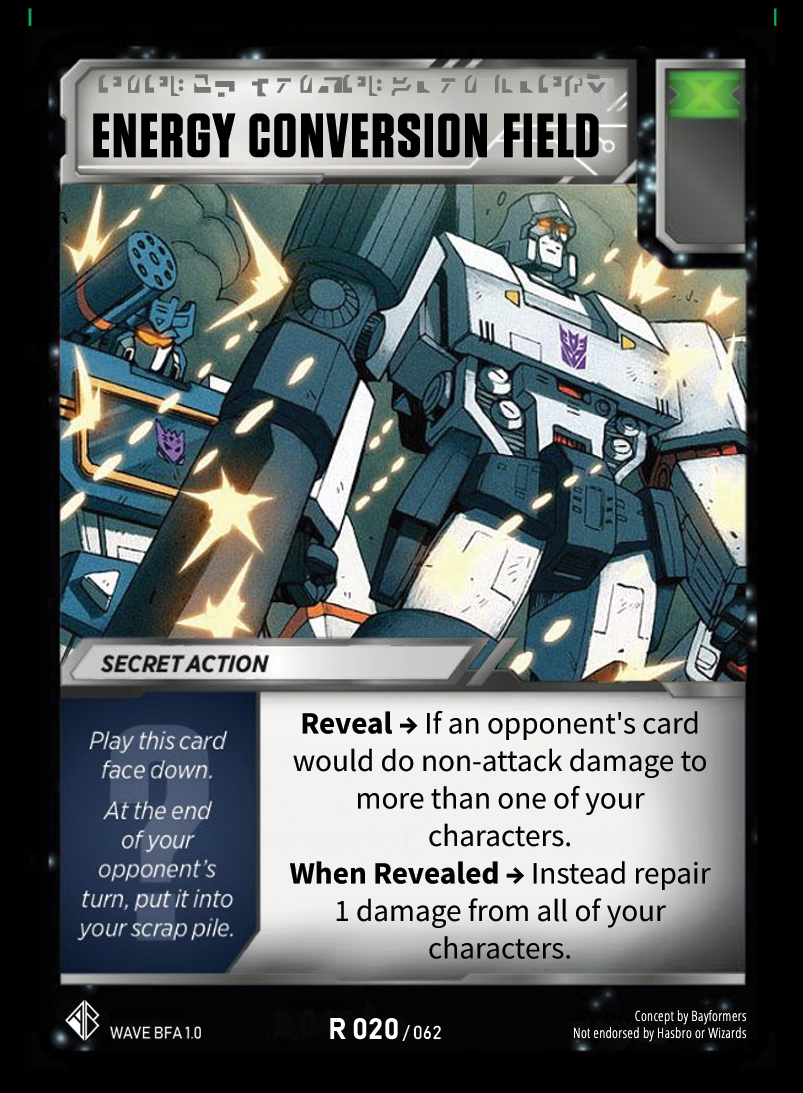 ENERGY CONVERSION FIELD
SECRET ACTION
Play this card
face down.
At the end
of your
opponent's
turn, put it into
your scrap pile.
Reveal → If an opponent's card
would do non-attack damage to
more than one of your
characters.
When Revealed → Instead repair
1 damage from all of your
characters.
WAVE BFA 1.0
R 020 / 062
Concept by Bayformers
Not endorsed by Hasbro or Wizards